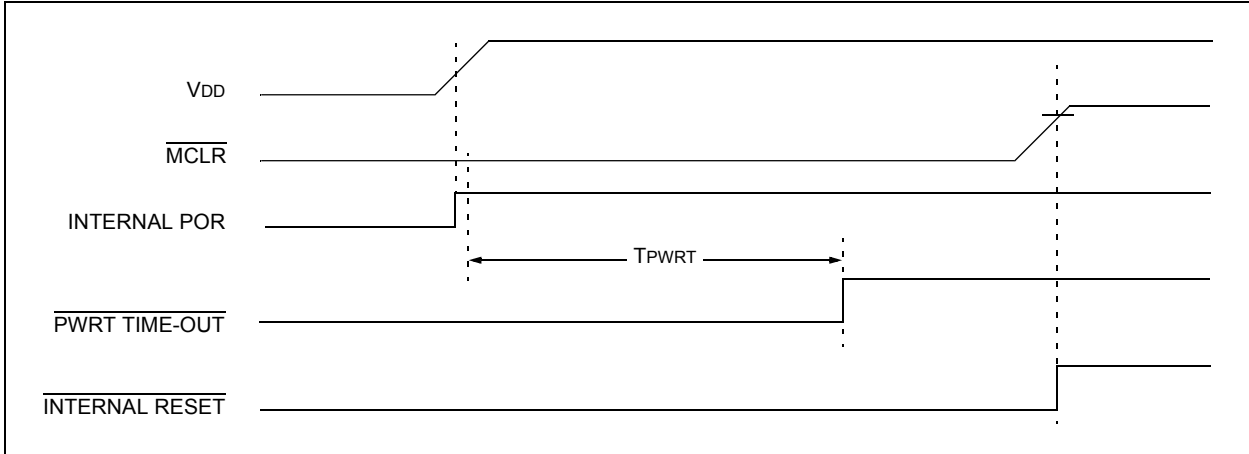 VDD
MCLR
INTERNAL POR
TPWRT
PWRT TIME-OUT
INTERNAL RESET